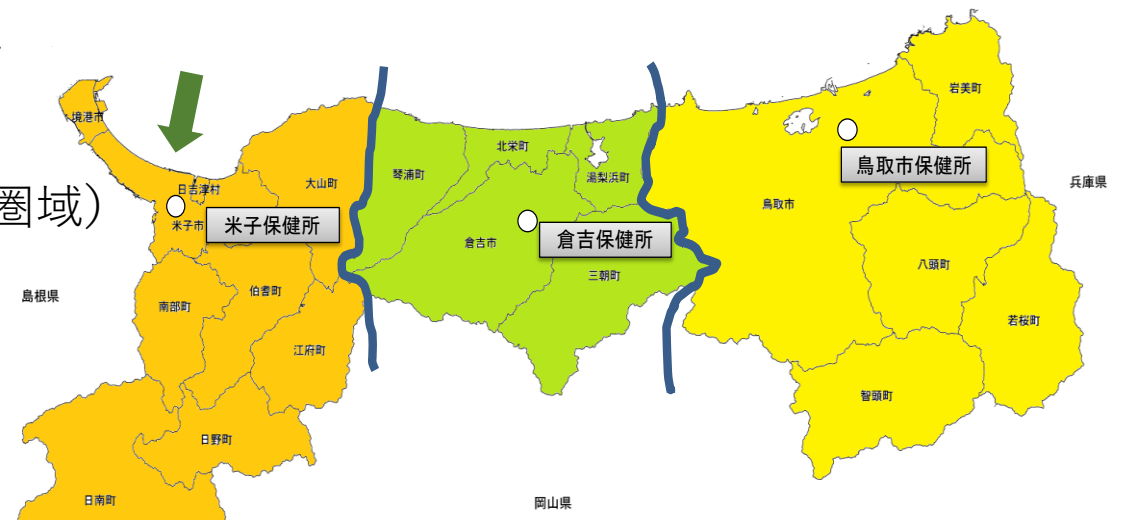 岩美町
境港市
北栄町
鳥取市保健所
琴浦町
湯梨浜町
大山町
兵庫県
日吉津村
圏域）
鳥取市
米子市
米子保健所
倉吉市
倉吉保健所
八頭町
三朝町
伯耆町
島根県
南部町
若桜町
江府町
智頭町
日野町
日南町
岡山県